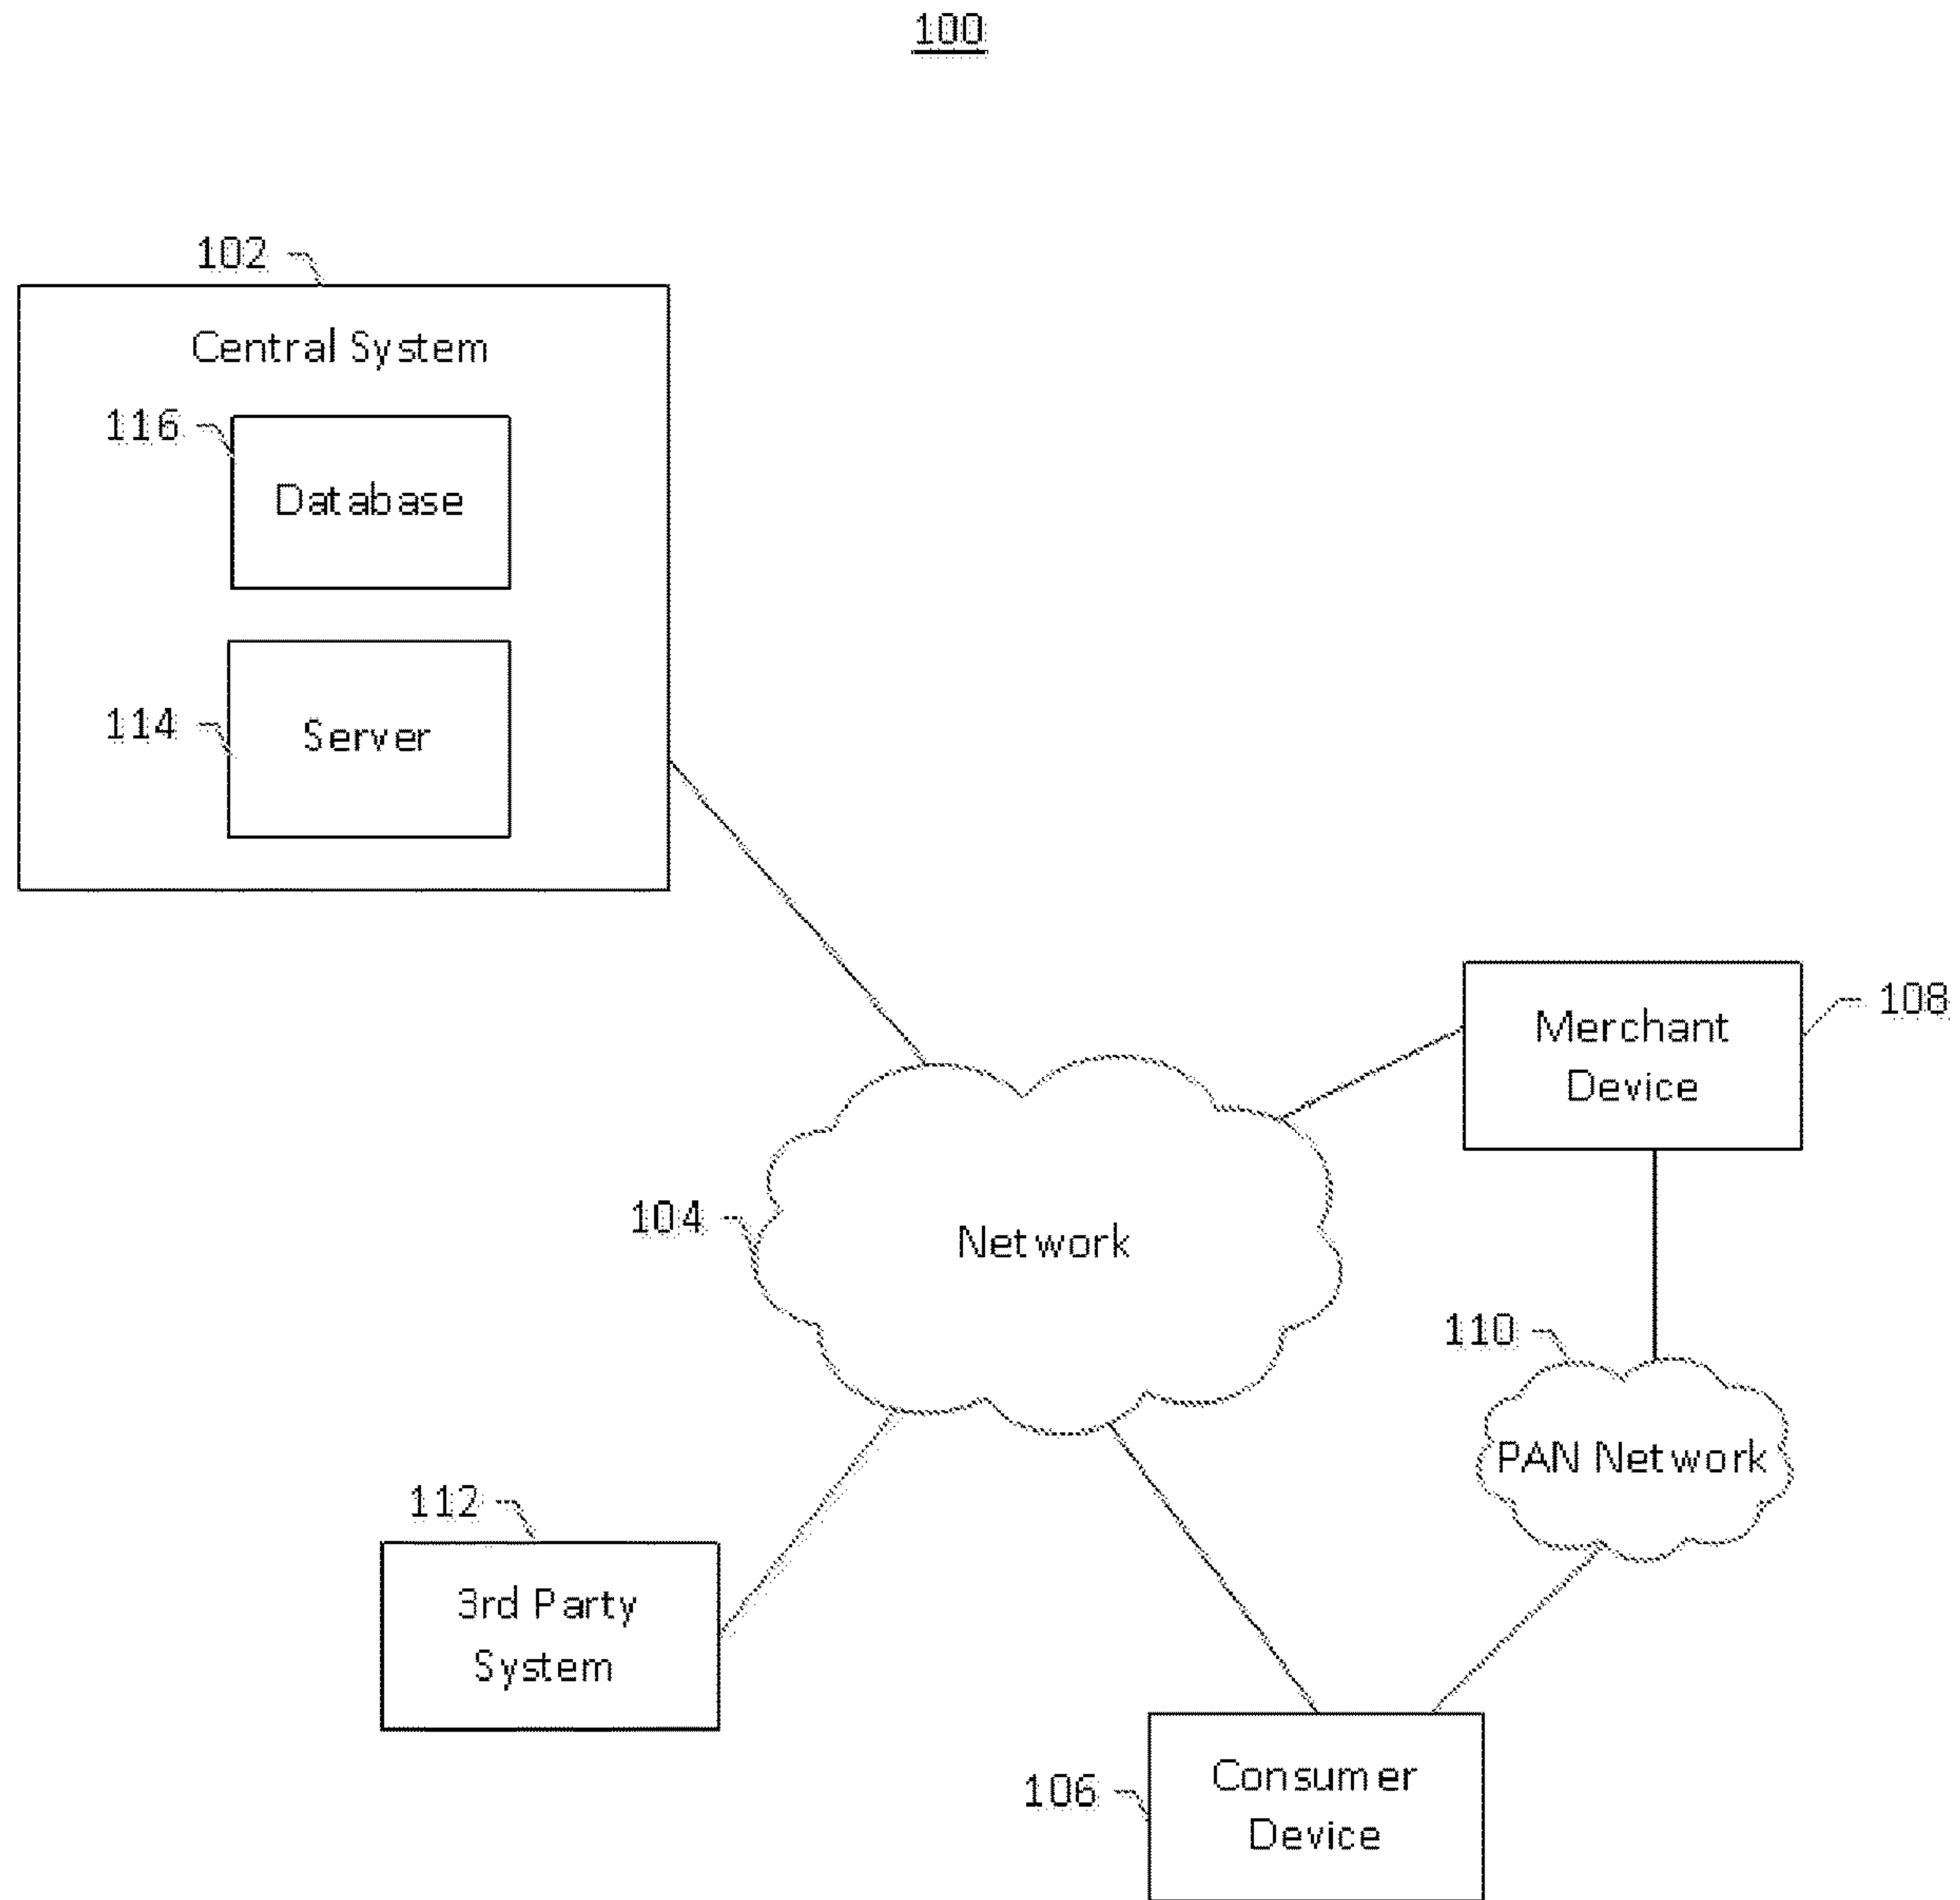 100
102
Central System
116
Database
114
Server
108
Merchant
Device
104
Network
110
PAN Network
112
3rd Party
System
106
Consumer
Device